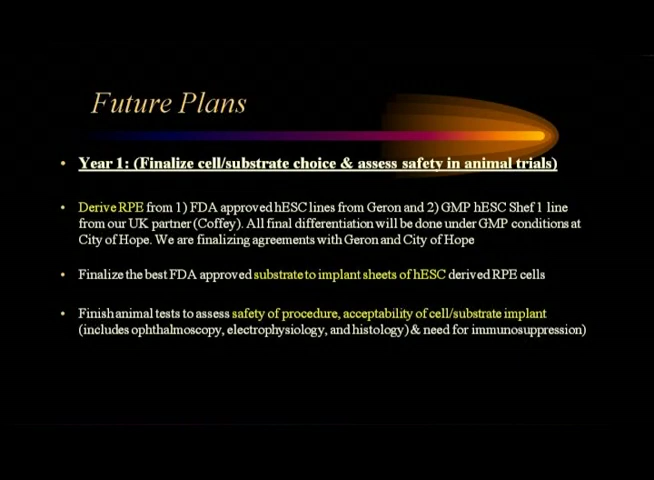 Future Plans
• Year 1: (Finalize cell/substrate choice & assess safety in animal trials)
• Derive RPE from 1) FDA approved hESC lines from Geron and 2) GMP hESC Shef 1 line
from our UK partner (Coffey). All final differentiation will be done under GMP conditions at
City of Hope. We are finalizing agreements with Geron and City of Hope
• Finalize the best FDA approved substrate to implant sheets of hESC derived RPE cells
• Finish animal tests to assess safety of procedure, acceptability of cell/substrate implant
(includes ophthalmoscopy, electrophysiology, and histology) & need for immunosuppression)